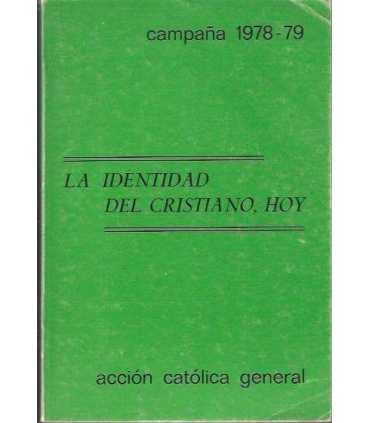 campaña 1978-79
LA IDENTIDAD
DEL CRISTIANO, HOY
acción católica general